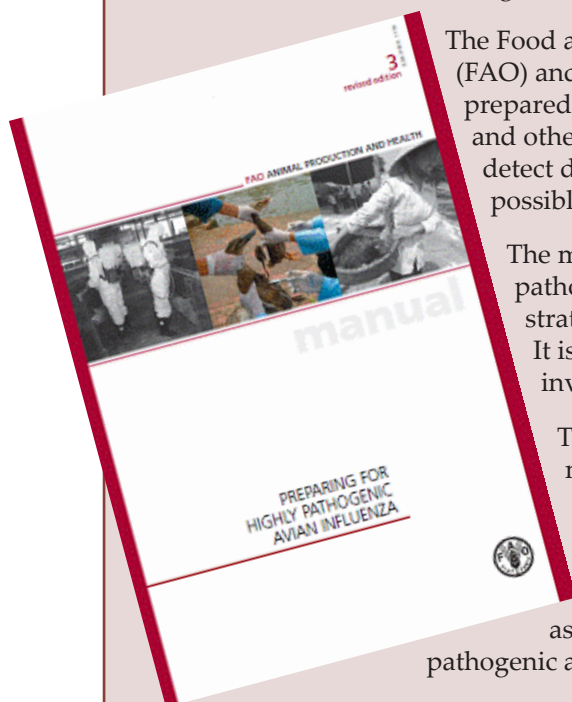 3
revised edition
FAO ANIMAL PRODUCTION AND HEALTH
manual
PREPARING FOR
HIGHLY PATHOGENIC
AVIAN INFLUENZA
The Food a
(FAO) and
prepared
and othe
detect d
possibl
The m
patho
strat
It is
inv
T
as
pathogenic a